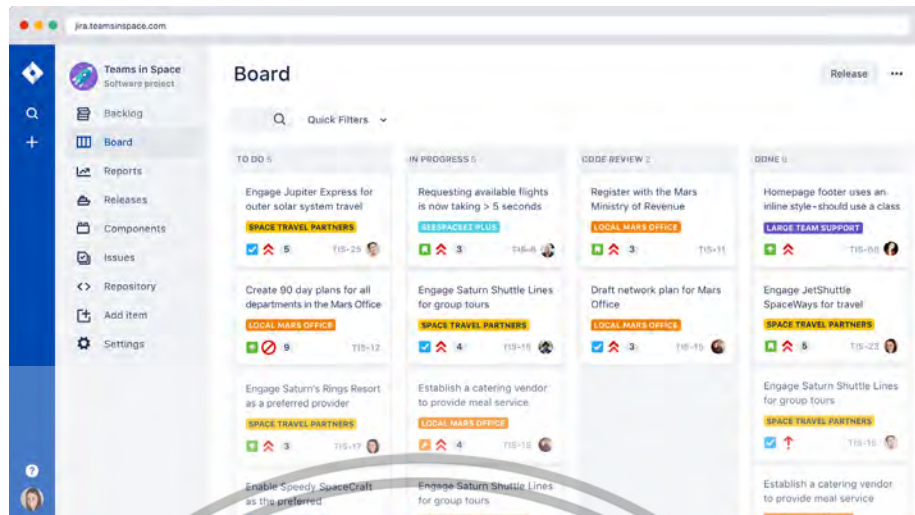 jira.teamsinspace.com
Teams in Space
Software project
Backlog
Board
Reports
Releases
Components
Issues
Repository
Add item
Settings
?
Board
Release
Quick Filters
TO DO 5
Engage Jupiter Express for
outer solar system travel
SPACE TRAVEL PARTNERS
5 TIS-25
Create 90 day plans for all
departments in the Mars Office
LOCAL MARS OFFICE
9 TIS-12
Engage Saturn's Rings Resort
as a preferred provider
SPACE TRAVEL PARTNERS
3 TIS-17
Enable Speedy SpaceCraft
as the preferred
IN PROGRESS 5
Requesting available flights
is now taking > 5 seconds
SEESPACEEZ PLUS
3
Engage Saturn Shuttle Lines
for group tours
SPACE TRAVEL PARTNERS
4 TIS-15
Establish a catering vendor
to provide meal service
LOCAL MARS OFFICE
4 TIS-15
Engage Saturn Shuttle Lines
for group tours
CODE REVIEW 2
Register with the Mars
Ministry of Revenue
LOCAL MARS OFFICE
3 TIS-11
Draft network plan for Mars
Office
LOCAL MARS OFFICE
3 TIS-15
DONE
Homepage footer uses an
inline style-should use a class
LARGE TEAM SUPPORT
Engage JetShuttle
SpaceWays for travel
SPACE TRAVEL PARTNERS
5 TIS-23
Engage Saturn Shuttle Lines
for group tours
SPACE TRAVEL PARTNERS
TIS-15
Establish a catering vendor
to provide meal service